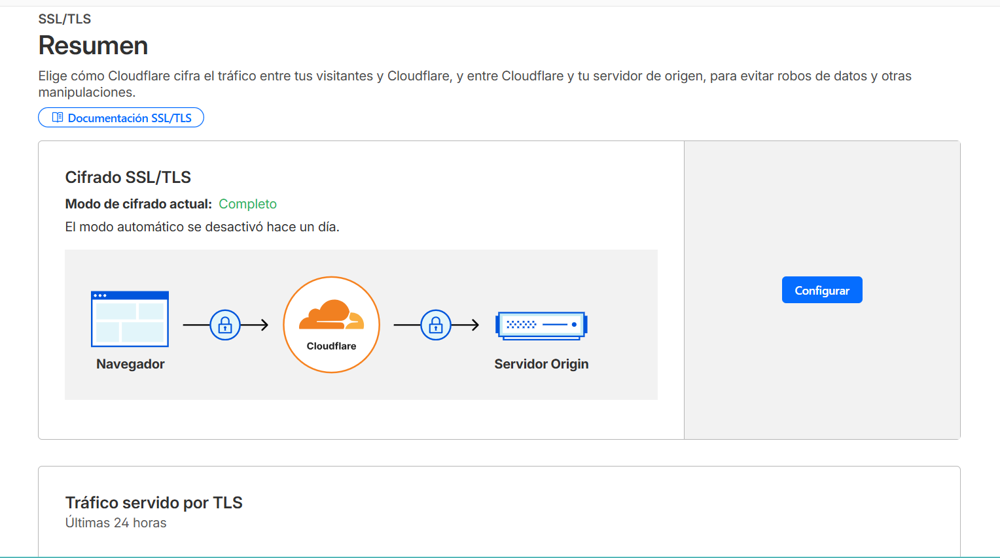 SSL/TLS
Resumen
Elige cómo Cloudflare cifra el tráfico entre tus visitantes y Cloudflare, y entre Cloudflare y tu servidor de origen, para evitar robos de datos y otras
manipulaciones.
Documentación SSL/TLS
Cifrado SSL/TLS
Modo de cifrado actual: Completo
El modo automático se desactivó hace un día.
Cloudflare
Navegador
Servidor Origin
Configurar
Tráfico servido por TLS
Últimas 24 horas